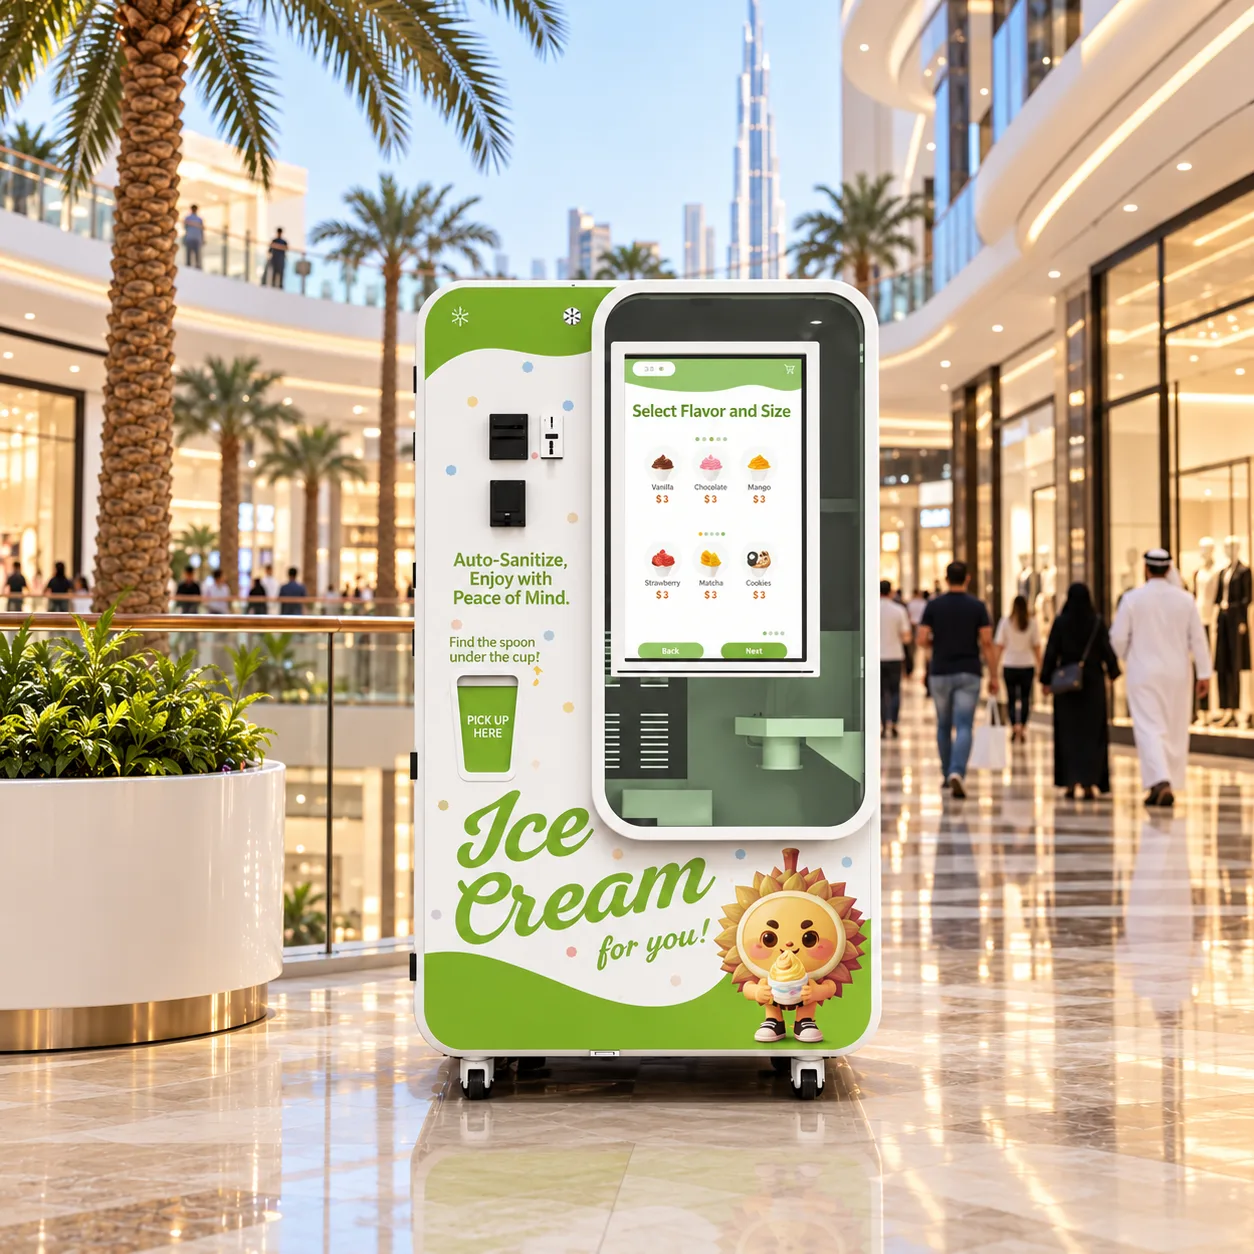 Auto-Sanitize,
Enjoy with
Peace of Mind.
Find the spoon
under the cup!
PICK UP
HERE
Ice
Cream
for you!
3.0
Select Flavor and Size
Vanilla
Chocolate
Mango
$3
$3
$3
Strawberry
Matcha
Cookies
$3
$3
$3
Back
Next